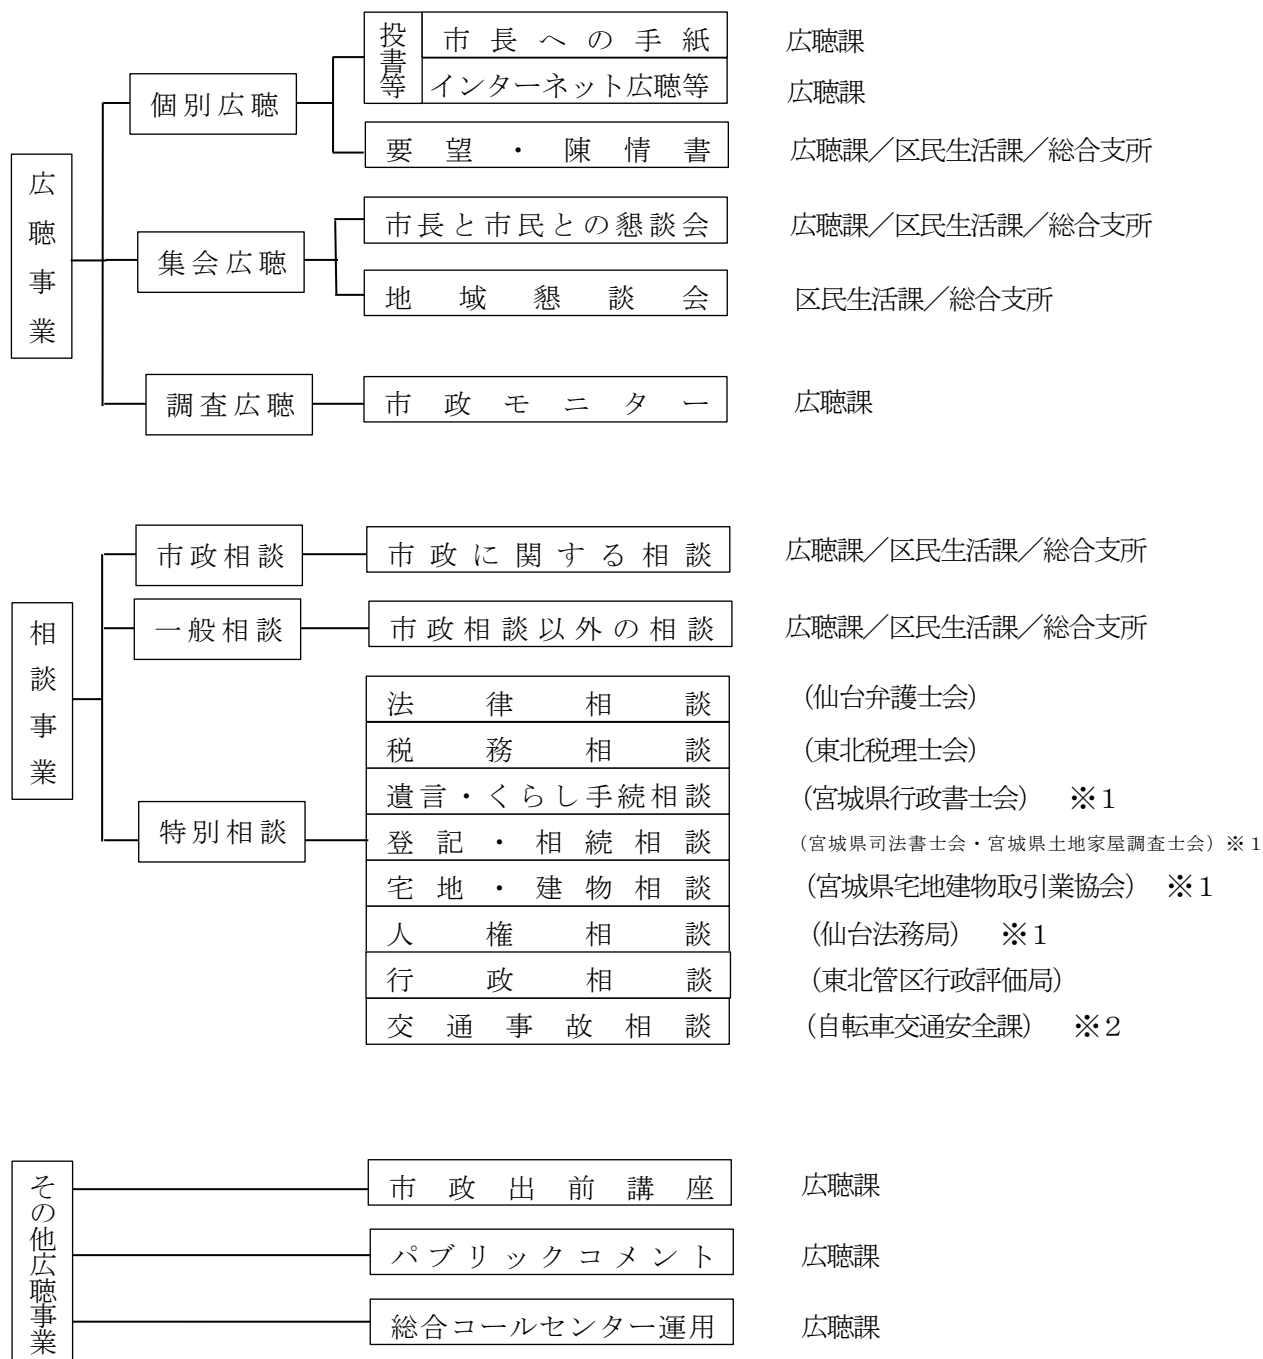 広聴事業
個別広聴
投書等
市長への手紙 広聴課
インターネット広聴等 広聴課
要望・陳情書 広聴課／区民生活課／総合支所
集会広聴
市長と市民との懇談会 広聴課／区民生活課／総合支所
地域懇談会 区民生活課／総合支所
調査広聴 市政モニター 広聴課
相談事業
市政相談 市政に関する相談 広聴課／区民生活課／総合支所
一般相談 市政相談以外の相談 広聴課／区民生活課／総合支所
特別相談
法律相談 （仙台弁護士会）
税務相談 （東北税理士会）
遺言・くらし手続相談 （宮城県行政書士会） ※１
登記・相続相談 （宮城県司法書士会・宮城県土地家屋調査士会）※１
宅地・建物相談 （宮城県宅地建物取引業協会） ※１
人権相談 （仙台法務局） ※１
行政相談 （東北管区行政評価局）
交通事故相談 （自転車交通安全課） ※２
その他広聴事業
市政出前講座 広聴課
パブリックコメント 広聴課
総合コールセンター運用 広聴課